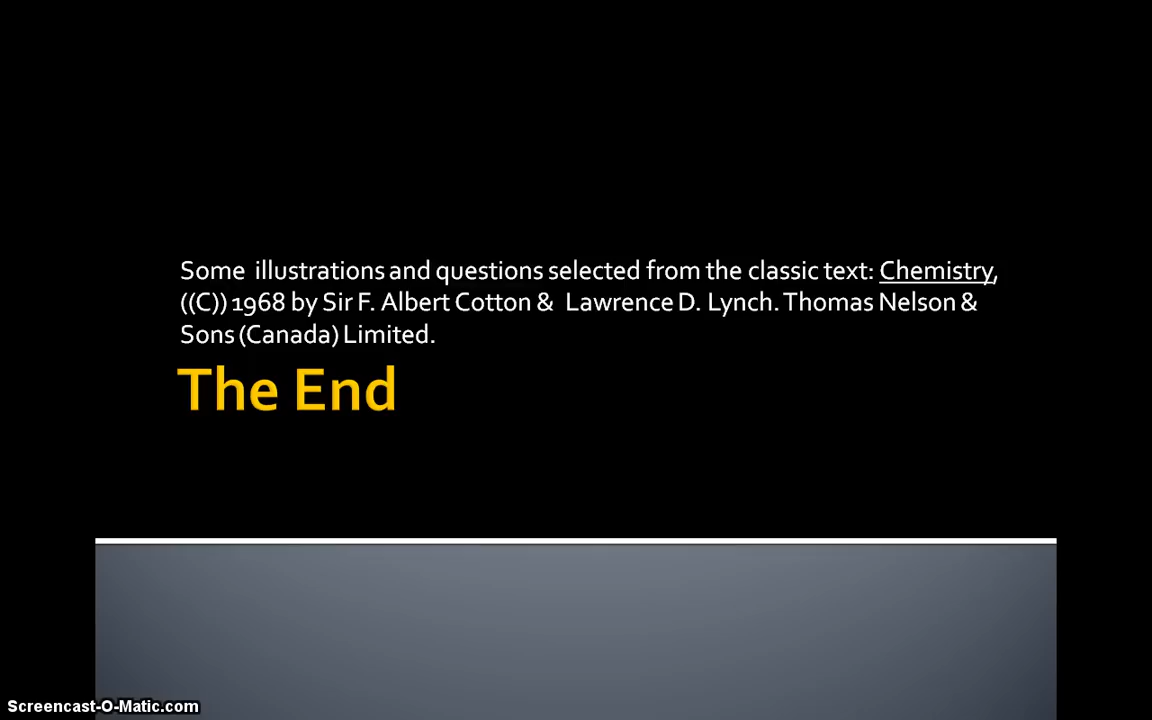 Some illustrations and questions selected from the classic text: Chemistry,
((C)) 1968 by Sir F. Albert Cotton & Lawrence D. Lynch. Thomas Nelson &
Sons (Canada) Limited.
The End
Screencast-O-Matic.com